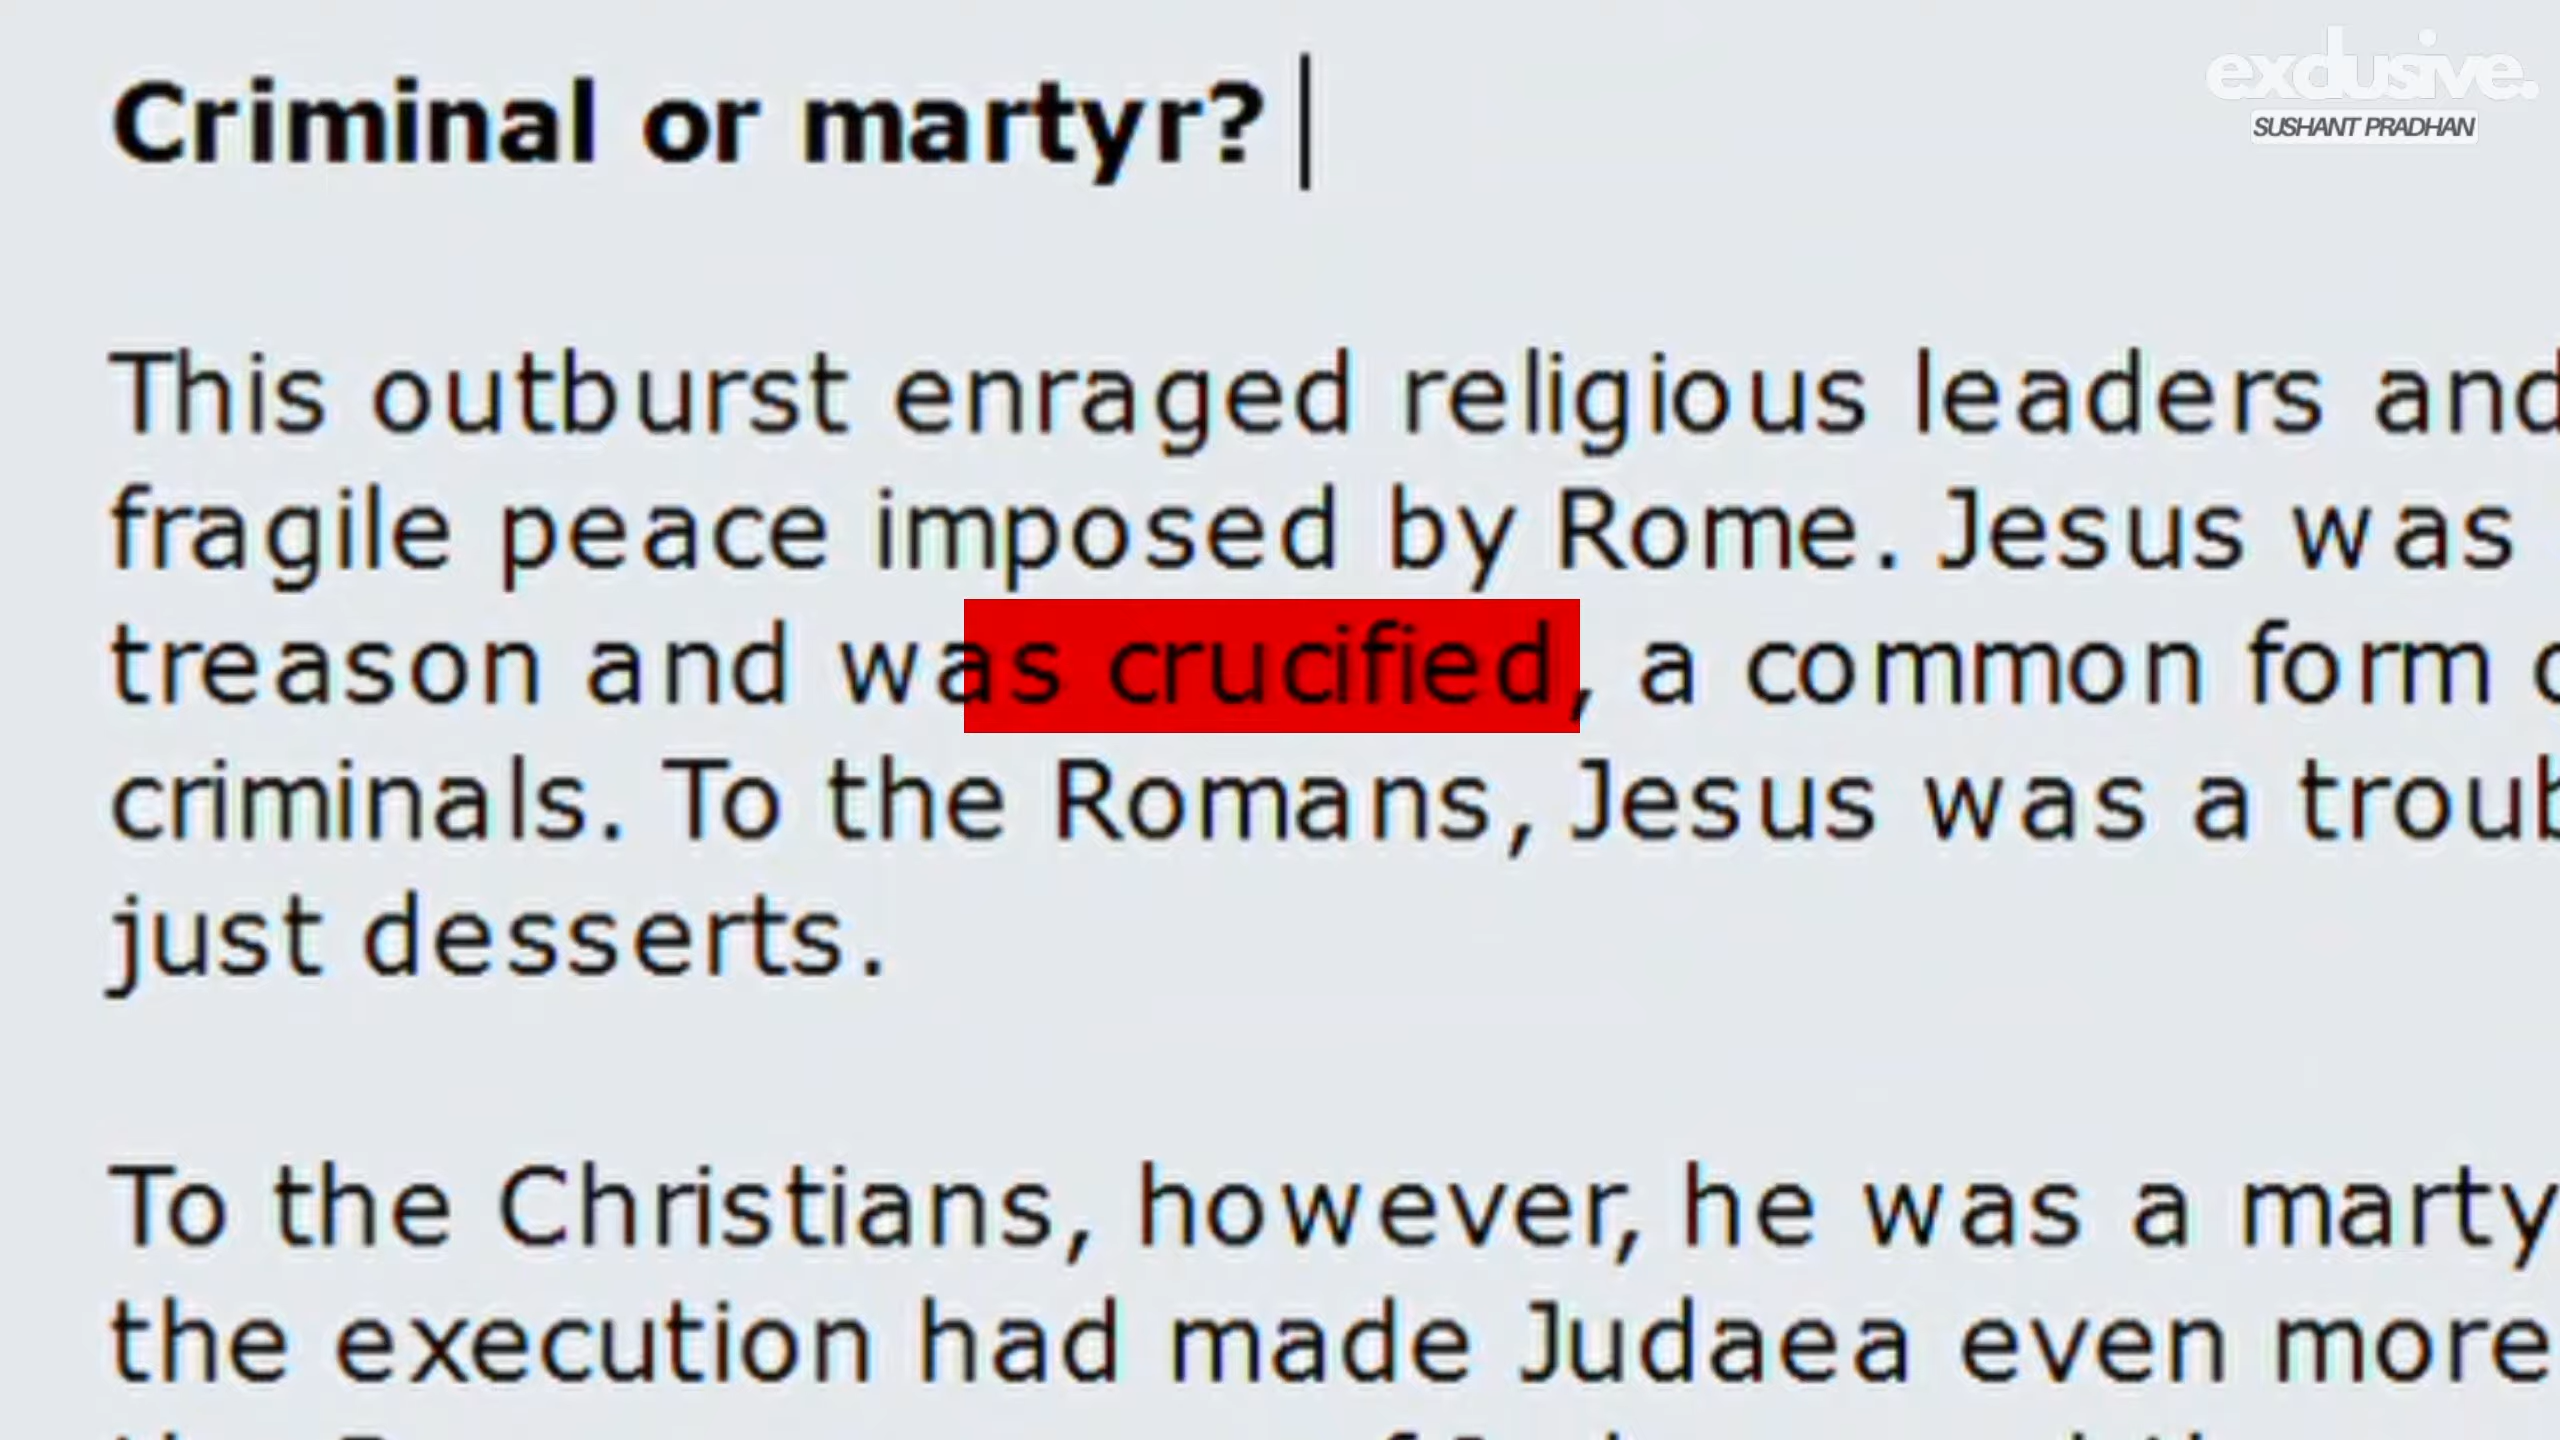 exclusive.
SUSHANT PRADHAN
Criminal or martyr?
This outburst enraged religious leaders and
fragile peace imposed by Rome. Jesus was
treason and was crucified, a common form
criminals. To the Romans, Jesus was a
just desserts.
To the Christians, however, he was a
the execution had made Judaea even more